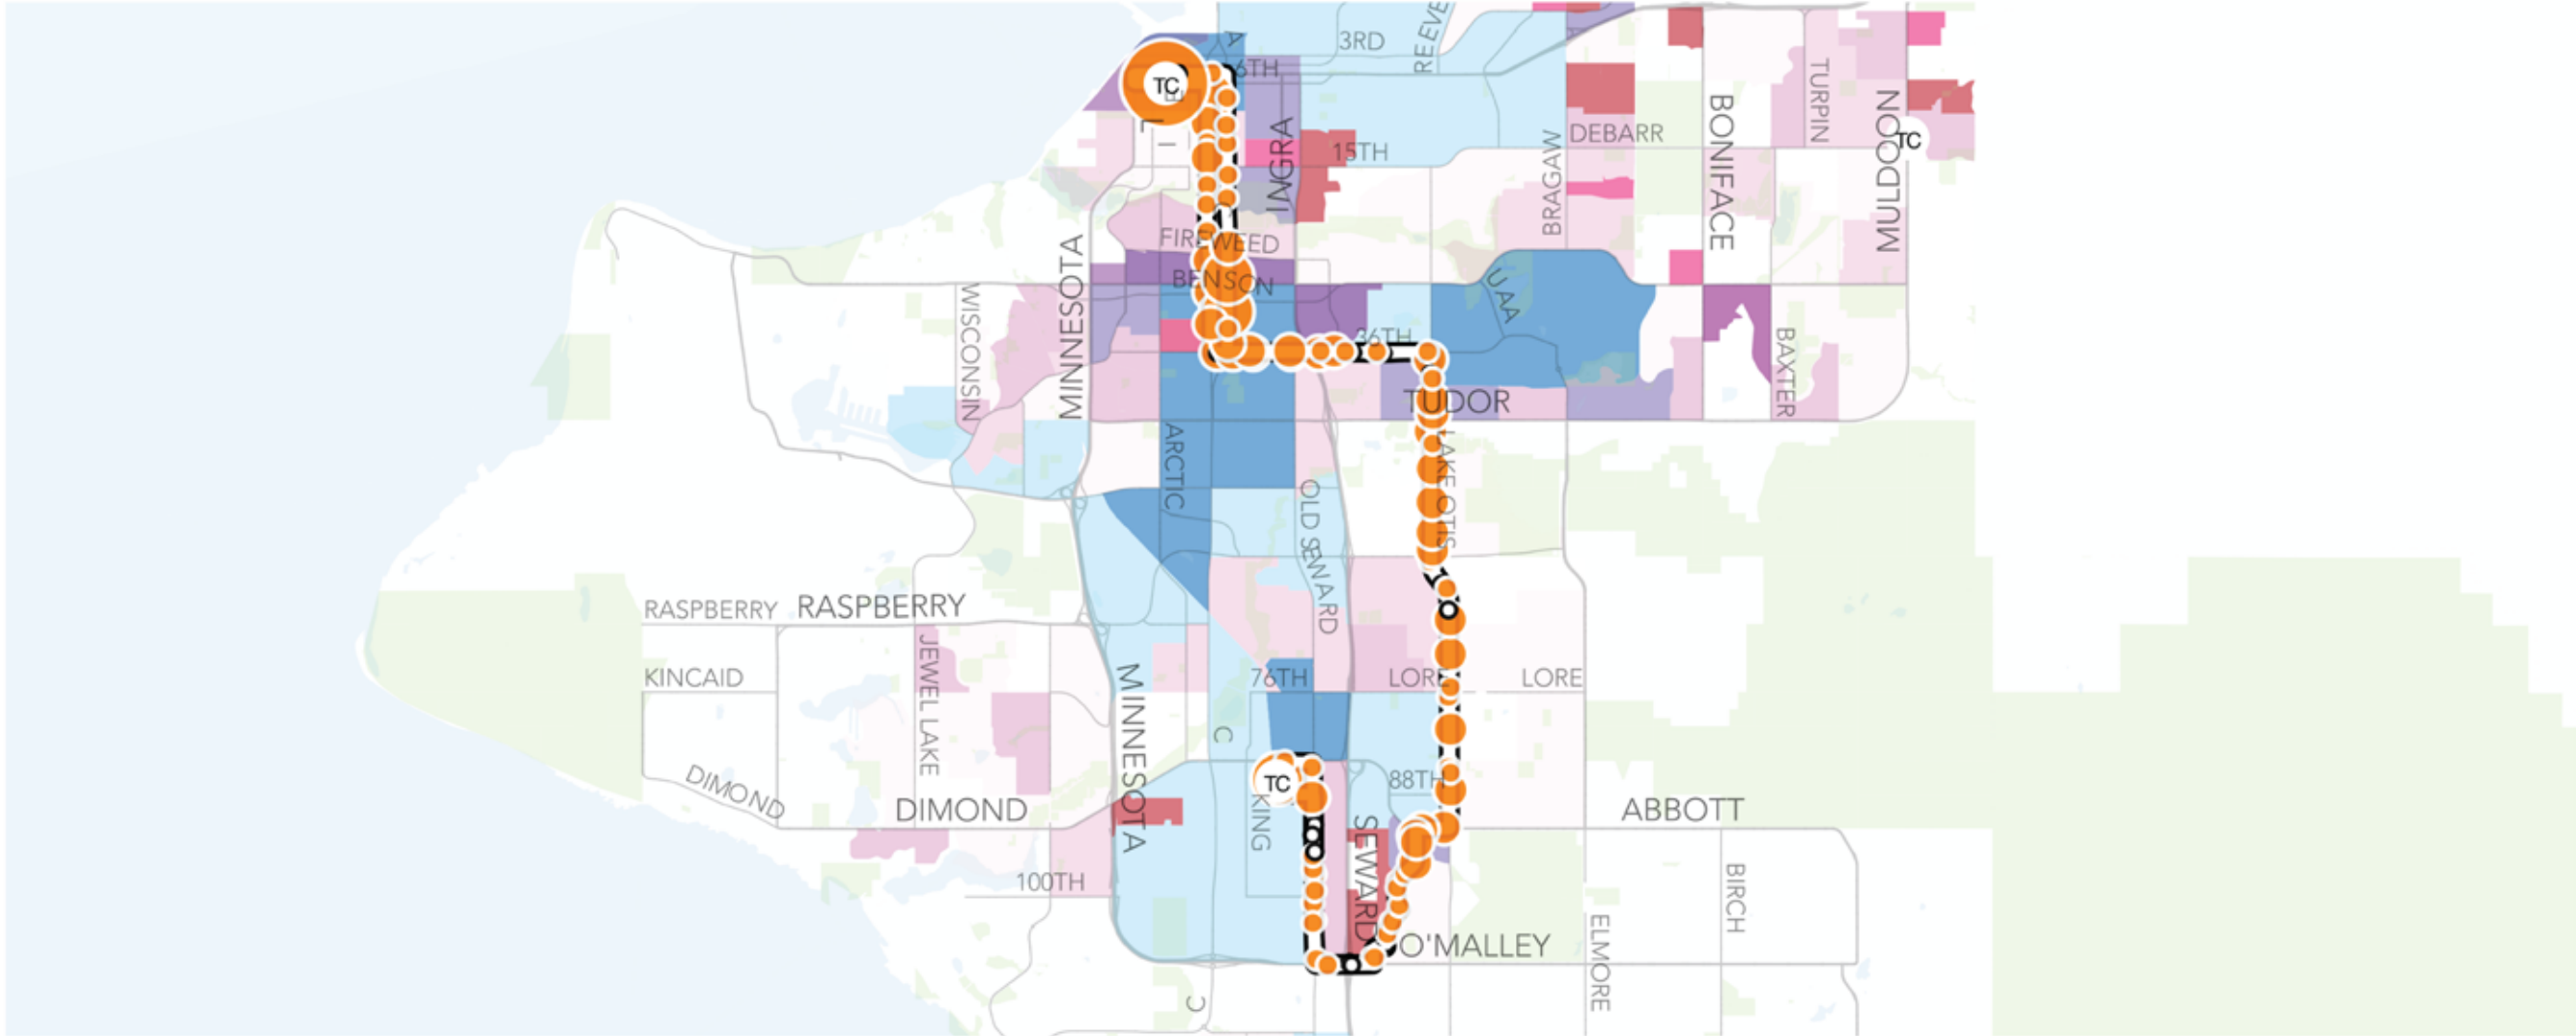 A
3RD
REEVE
6TH
TURPIN
TC
E
L
I
INGRA
15TH
BRAGAW
DEBARR
BONIFACE
MULDOON
TC
FIREWEED
MINNESOTA
BENSON
WISCONSIN
UAA
36TH
BAXTER
TUDOR
ARCTIC
LAKE OTIS
OLD SEWARD
RASPBERRY
RASPBERRY
JEWEL LAKE
KINCAID
MINNESOTA
76TH
LORE
LORE
C
DIMOND
DIMOND
TC
KING
88TH
ABBOTT
SEWARD
100TH
BIRCH
O'MALLEY
ELMORE
C